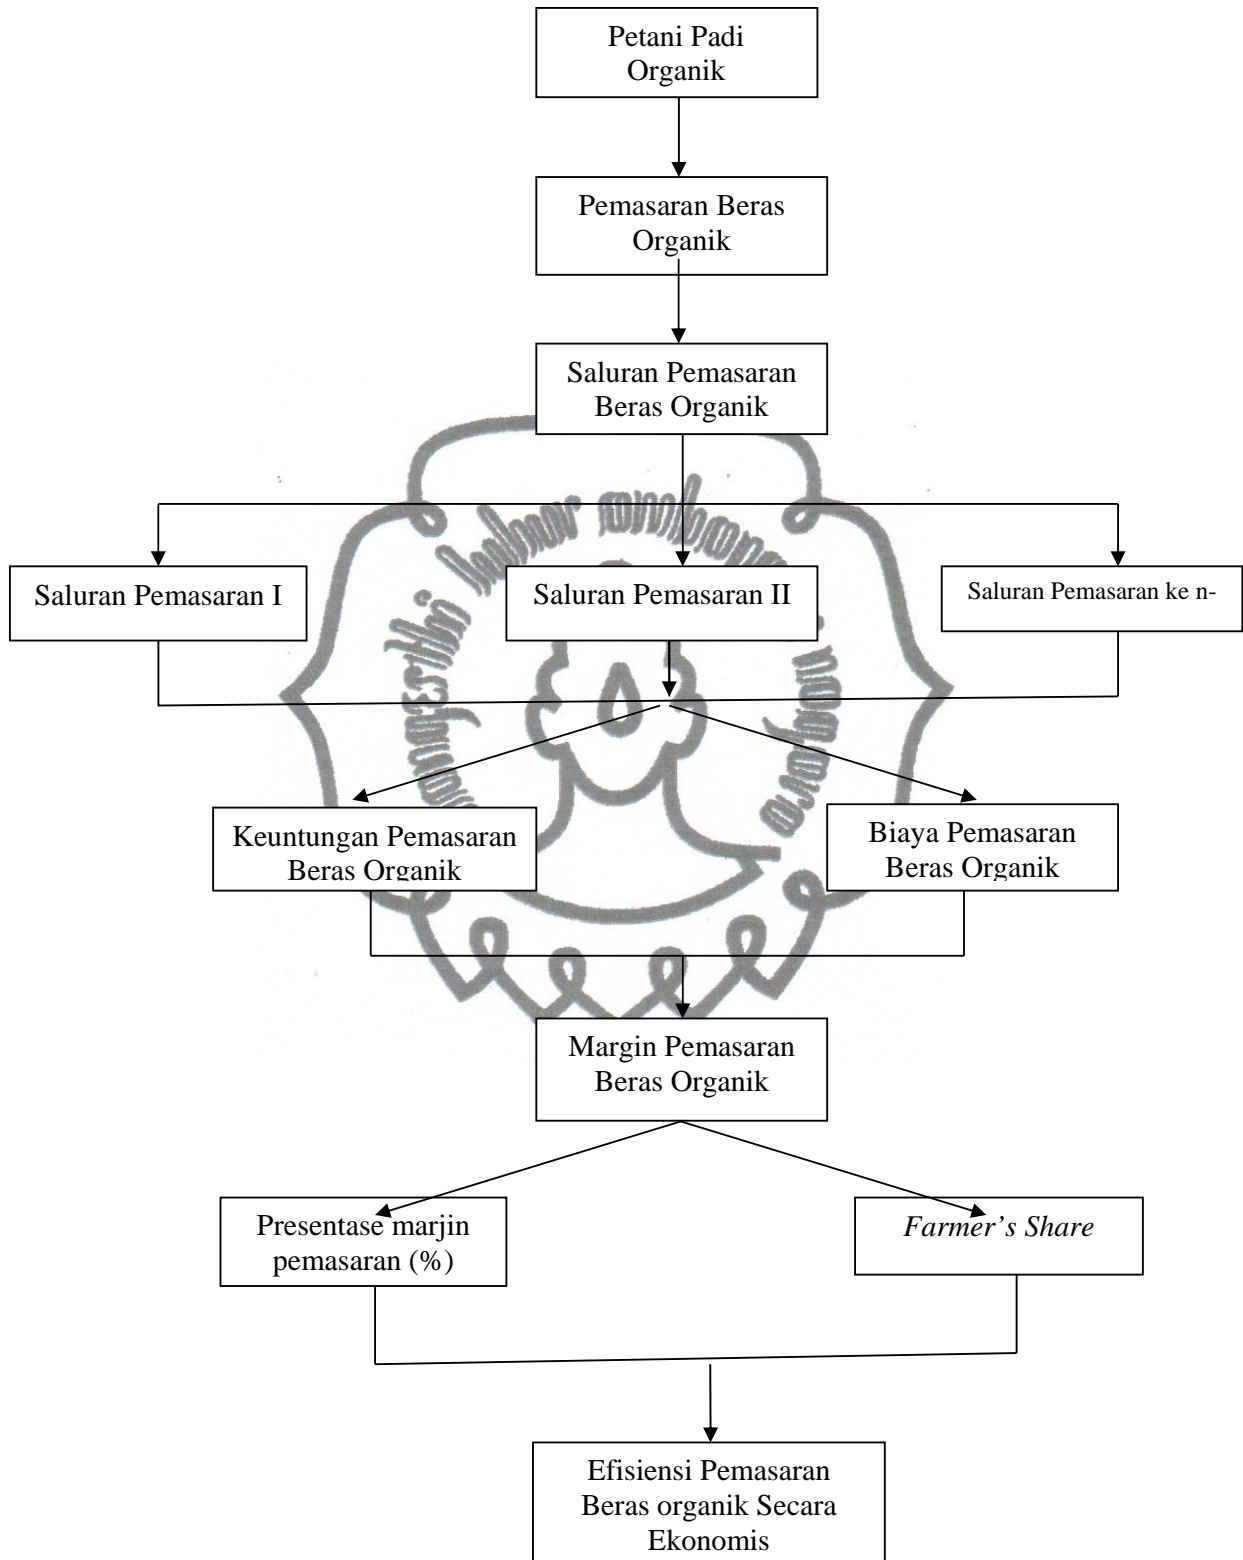 Petani Padi
Organik
Pemasaran Beras
Organik
Saluran Pemasaran
Beras Organik
Saluran Pemasaran I
Saluran Pemasaran II
Saluran Pemasaran ke n-
Keuntungan Pemasaran
Beras Organik
Biaya Pemasaran
Beras Organik
Margin Pemasaran
Beras Organik
Presentase marjin
pemasaran (%)
Farmer’s Share
Efisiensi Pemasaran
Beras organik Secara
Ekonomis